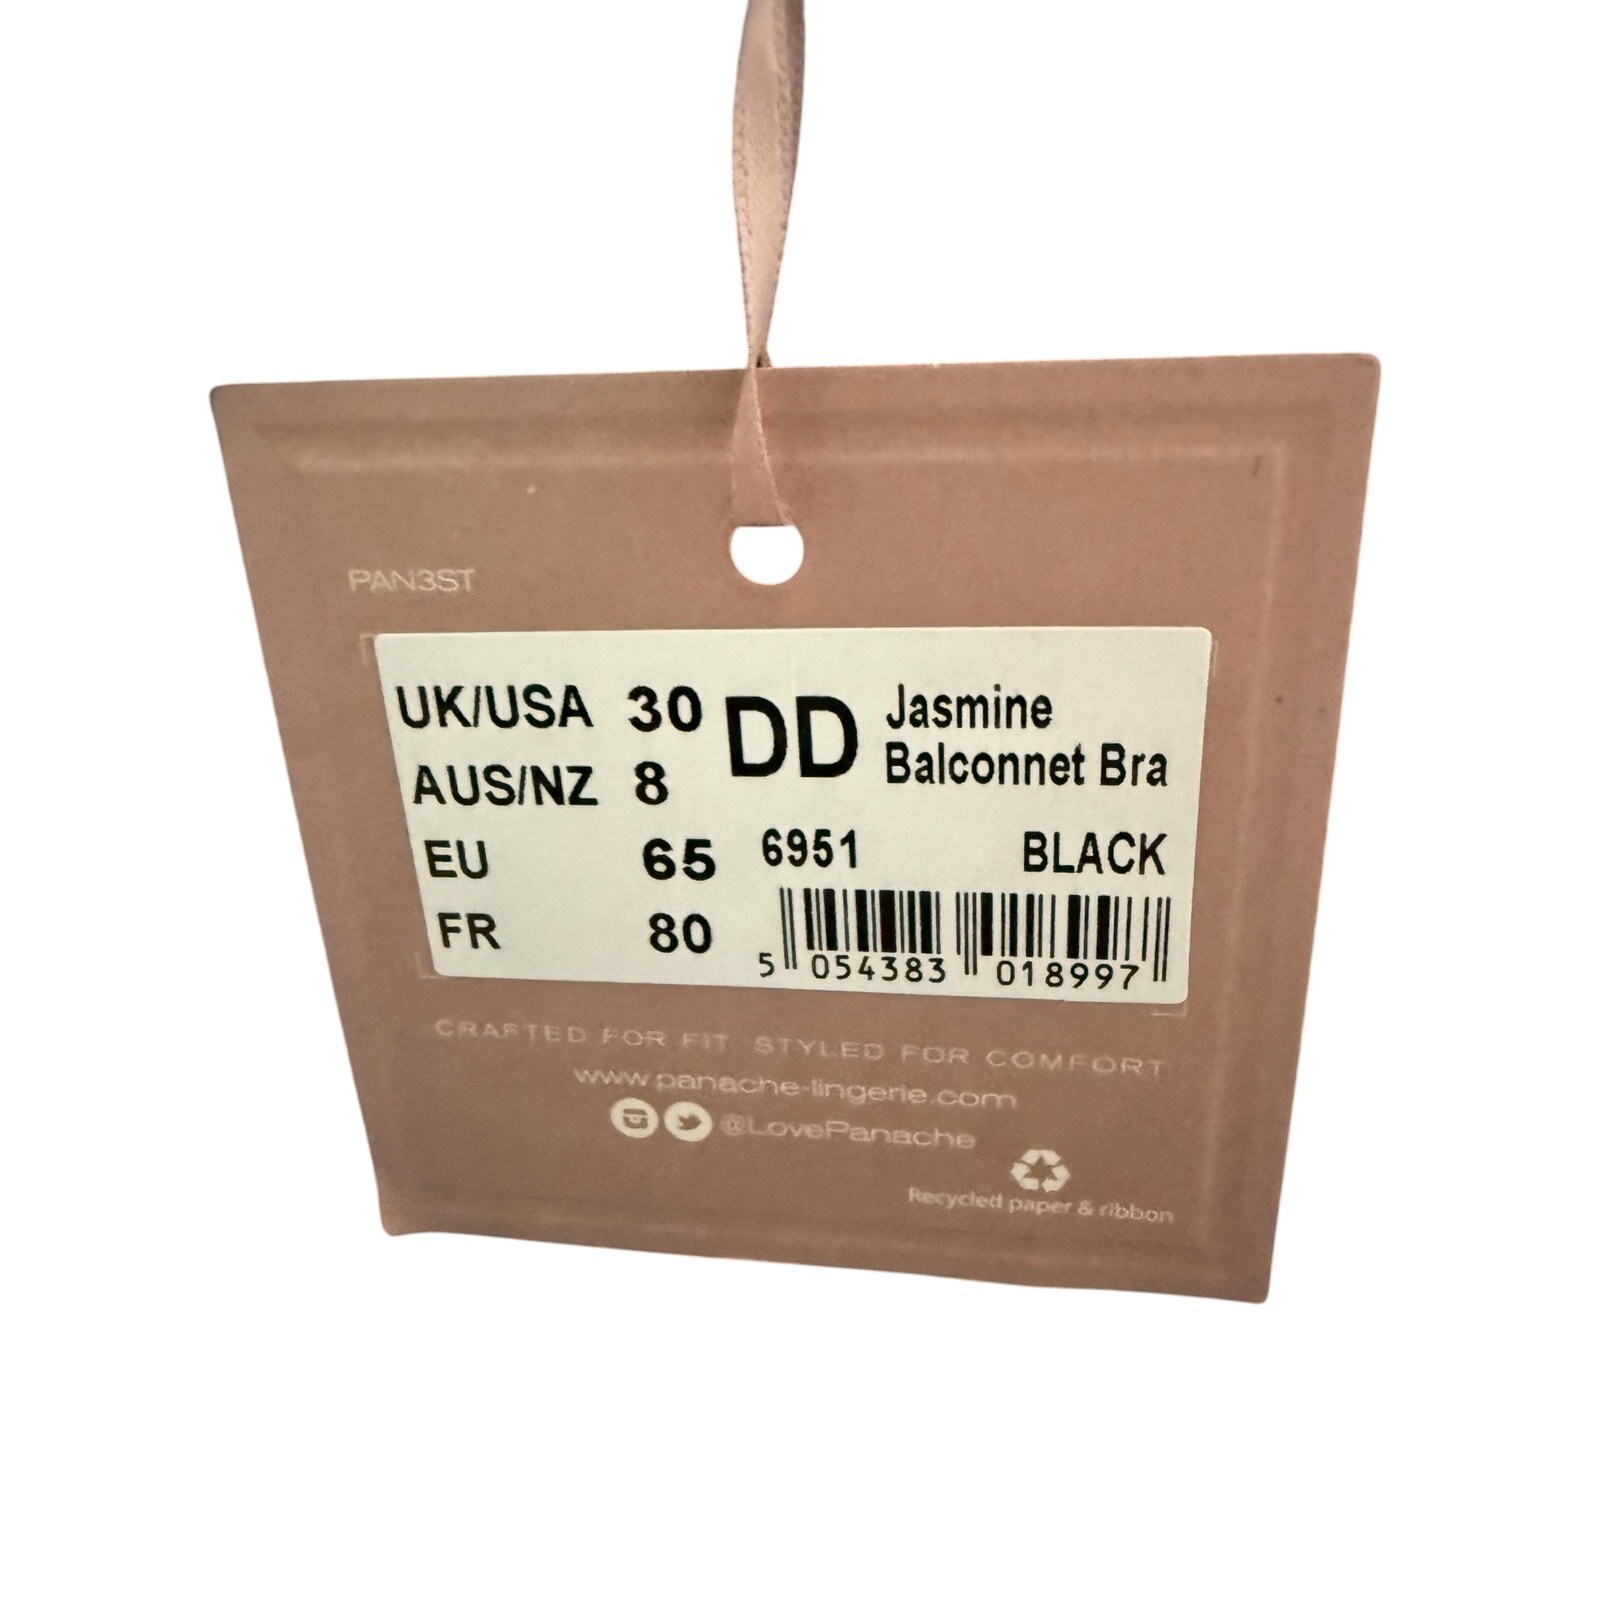 PAN3ST
UK/USA 30 DD Jasmine
Balconnet Bra
AUS/NZ 8
EU 65 6951 BLACK
FR 80
5 054383 018997
CRAFTED FOR FIT STYLED FOR COMFORT
www.panache-lingerie.com
@LovePanache
Recycled paper & ribbon